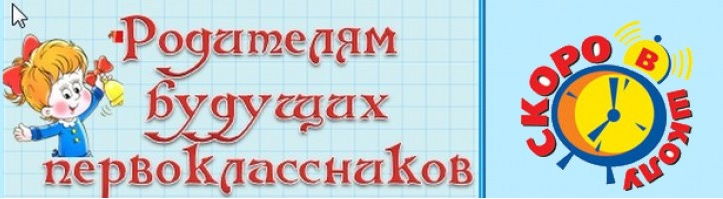 Родителям
будущих
первоклассников
СКОРО В ШКОЛУ